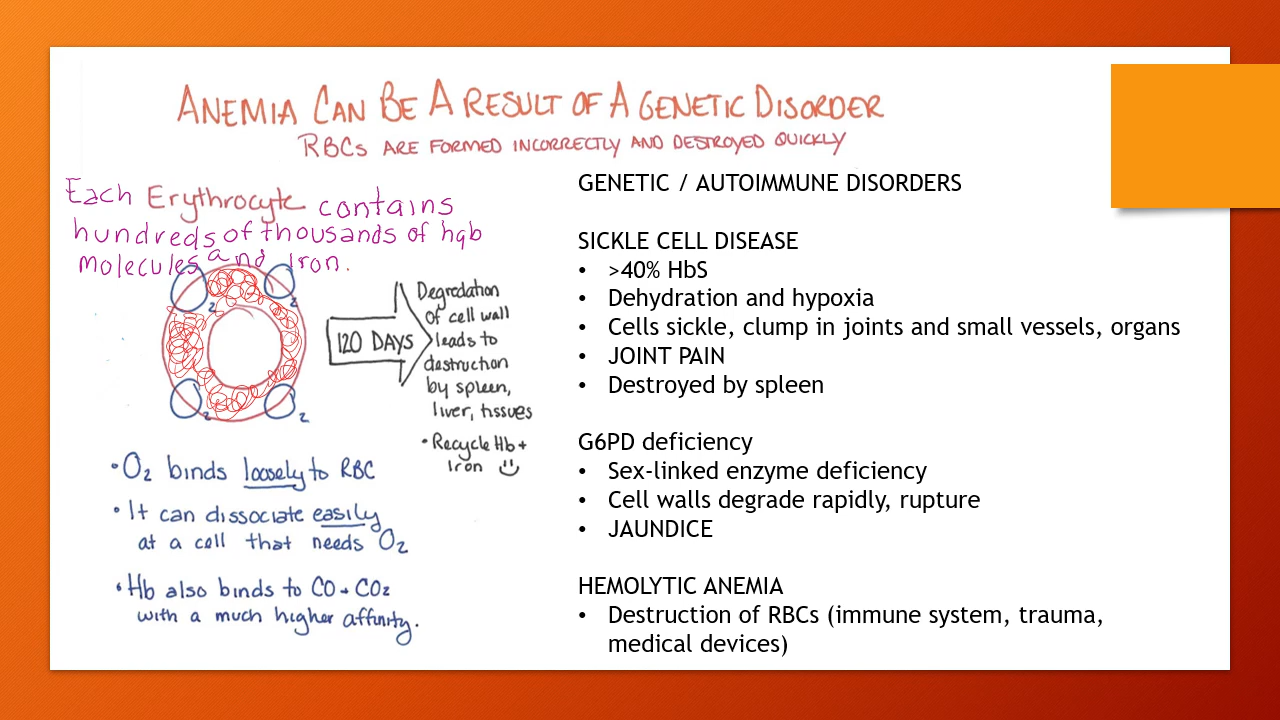 ANEMIA CAN BE A RESULT OF A GENETIC DISORDER
RBCs ARE FORMED INCORRECTLY AND DESTROYED QUICKLY
Each Erythrocyte contains
hundreds of thousands of hgb
molecules and Iron.
2
2
2
2
120 DAYS
Degredation
of cell wall
leads to
destruction
by spleen,
liver, tissues
• Recycle Hb +
Iron
• O2 binds loosely to RBC
• It can dissociate easily
at a cell that needs O2
• Hb also binds to CO + CO2
with a much higher affinity.
GENETIC / AUTOIMMUNE DISORDERS
SICKLE CELL DISEASE
• >40% HbS
• Dehydration and hypoxia
• Cells sickle, clump in joints and small vessels, organs
• JOINT PAIN
• Destroyed by spleen
G6PD deficiency
• Sex-linked enzyme deficiency
• Cell walls degrade rapidly, rupture
• JAUNDICE
HEMOLYTIC ANEMIA
• Destruction of RBCs (immune system, trauma,
medical devices)